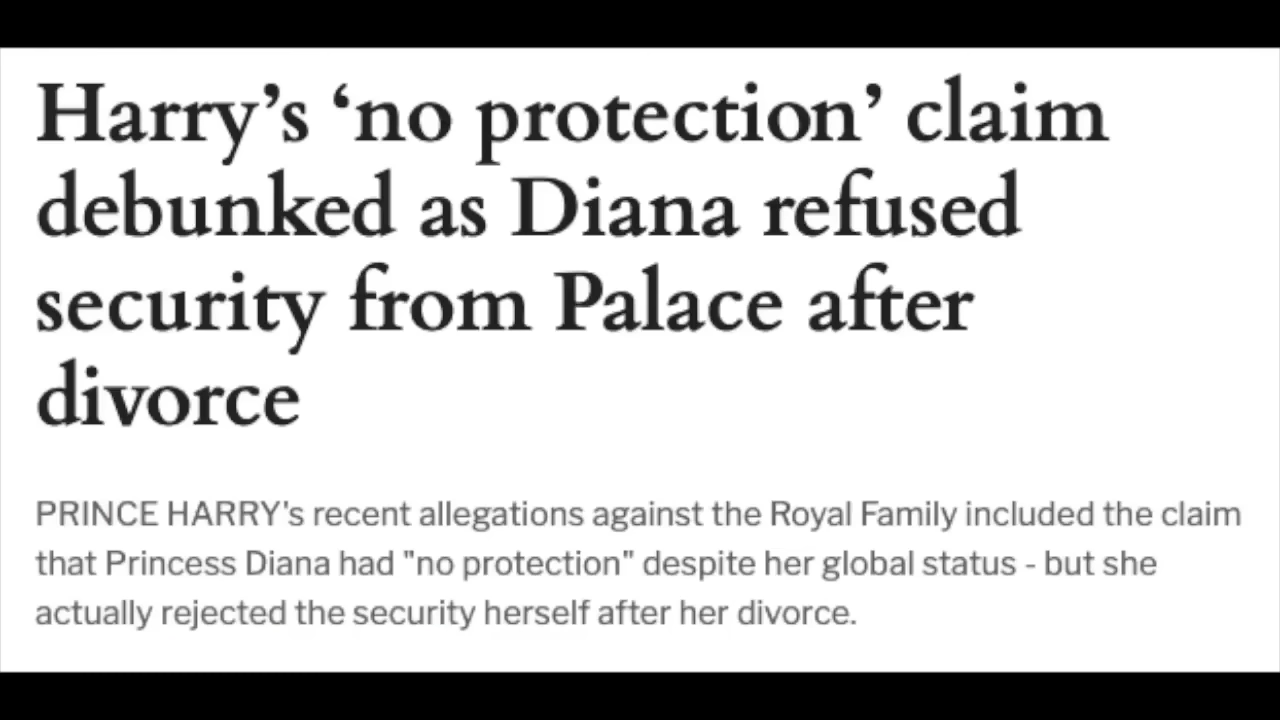 Harry’s ‘no protection’ claim
debunked as Diana refused
security from Palace after
divorce
PRINCE HARRY's recent allegations against the Royal Family included the claim
that Princess Diana had "no protection" despite her global status - but she
actually rejected the security herself after her divorce.